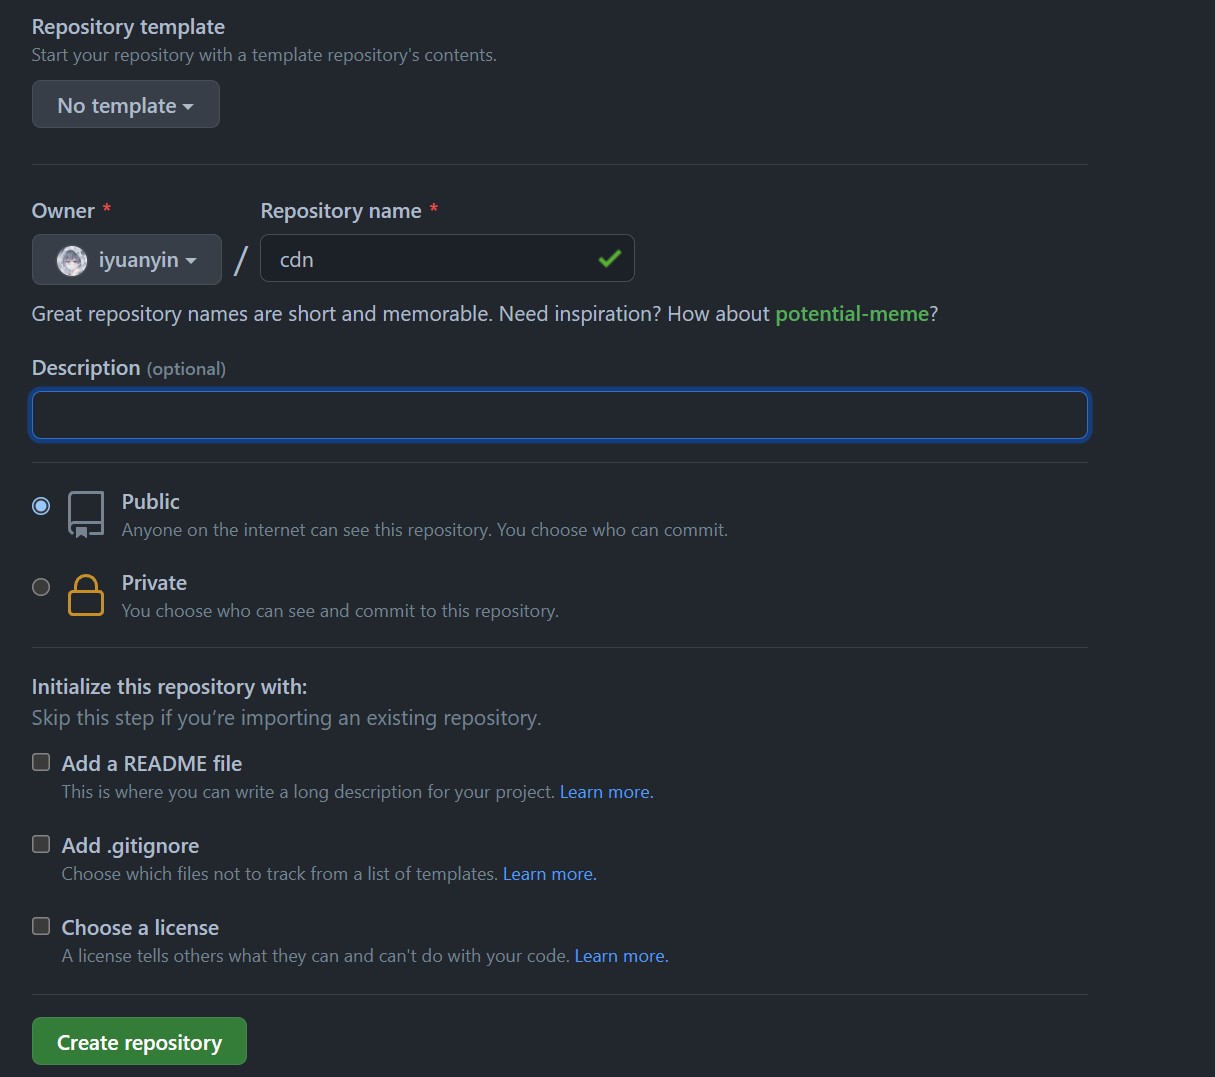 Repository template
Start your repository with a template repository's contents.
No template
Owner * Repository name *
iyuanyin / cdn
Great repository names are short and memorable. Need inspiration? How about potential-meme?
Description (optional)
Public
Anyone on the internet can see this repository. You choose who can commit.
Private
You choose who can see and commit to this repository.
Initialize this repository with:
Skip this step if you’re importing an existing repository.
Add a README file
This is where you can write a long description for your project. Learn more.
Add .gitignore
Choose which files not to track from a list of templates. Learn more.
Choose a license
A license tells others what they can and can't do with your code. Learn more.
Create repository